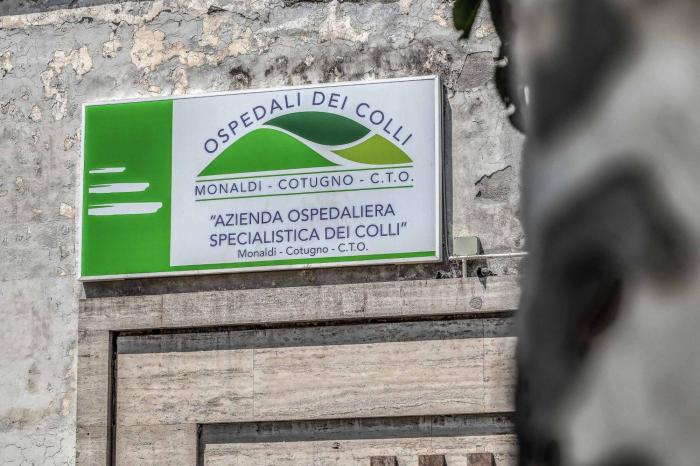 OSPEDALI DEI COLLI
MONALDI - COTUGNO - C.T.O.
"AZIENDA OSPEDALIERA
SPECIALISTICA DEI COLLI"
Monaldi - Cotugno - C.T.O.